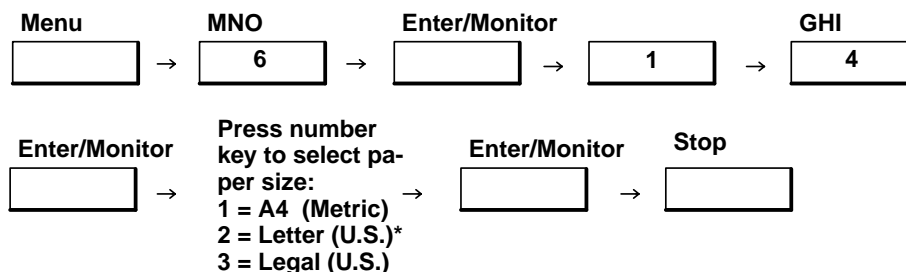 Menu MNO Enter/Monitor GHI
→ 6 → → 1 → 4
Enter/Monitor
Press number
key to select pa-
per size:
1 = A4 (Metric)
2 = Letter (U.S.)*
3 = Legal (U.S.)
→ → Enter/Monitor → Stop